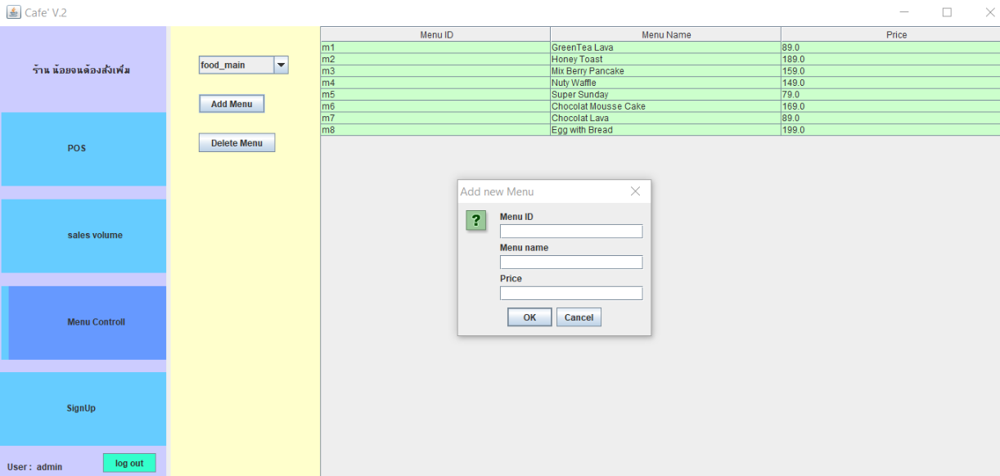 Cafe' V.2
ร้าน น้อยจนต้องสั่งเพิ่ม
POS
sales volume
Menu Controll
SignUp
User : admin
log out
food_main
Add Menu
Delete Menu
Menu ID Menu Name Price
m1 GreenTea Lava 89.0
m2 Honey Toast 189.0
m3 Mix Berry Pancake 159.0
m4 Nuty Waffle 149.0
m5 Super Sunday 79.0
m6 Chocolat Mousse Cake 169.0
m7 Chocolat Lava 89.0
m8 Egg with Bread 199.0
Add new Menu
?
Menu ID
Menu name
Price
OK Cancel